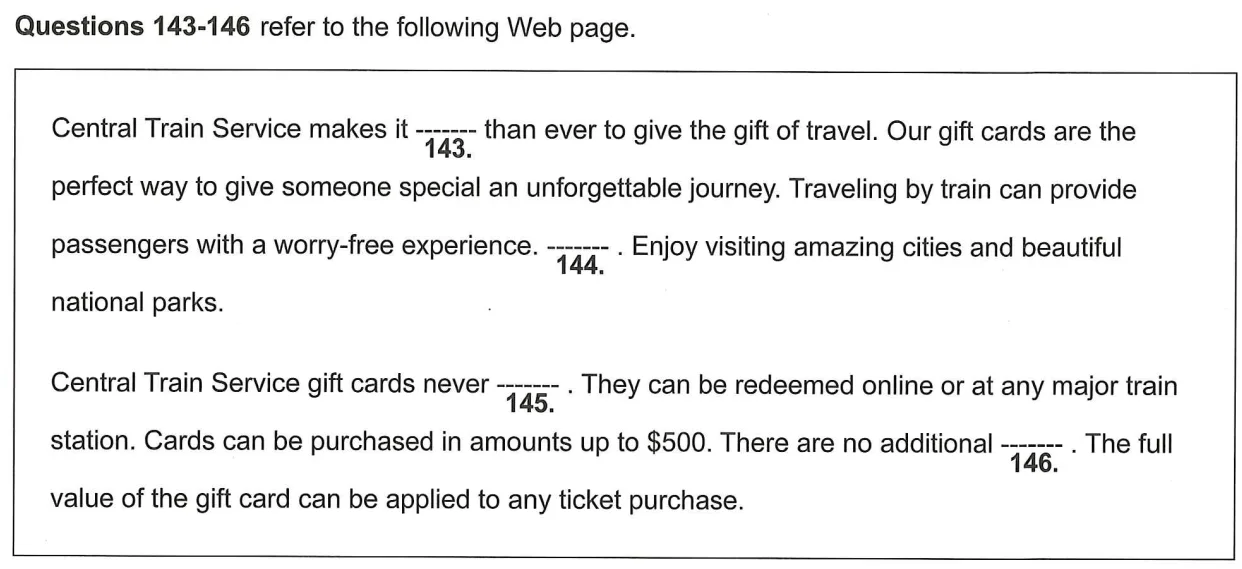 Questions 143-146 refer to the following Web page.
Central Train Service makes it ------- than ever to give the gift of travel. Our gift cards are the
143.
perfect way to give someone special an unforgettable journey. Traveling by train can provide
passengers with a worry-free experience. ------- . Enjoy visiting amazing cities and beautiful
144.
national parks.
Central Train Service gift cards never ------- . They can be redeemed online or at any major train
145.
station. Cards can be purchased in amounts up to $500. There are no additional ------- . The full
146.
value of the gift card can be applied to any ticket purchase.